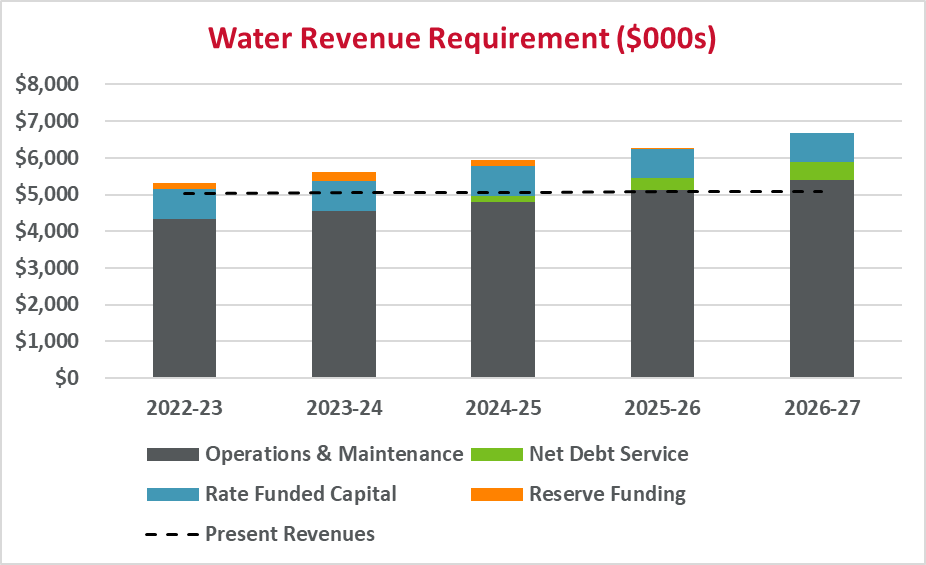 Water Revenue Requirement ($000s)
$8,000
$7,000
$6,000
$5,000
$4,000
$3,000
$2,000
$1,000
$0
2022-23 2023-24 2024-25 2025-26 2026-27
Operations & Maintenance Net Debt Service
Rate Funded Capital Reserve Funding
Present Revenues